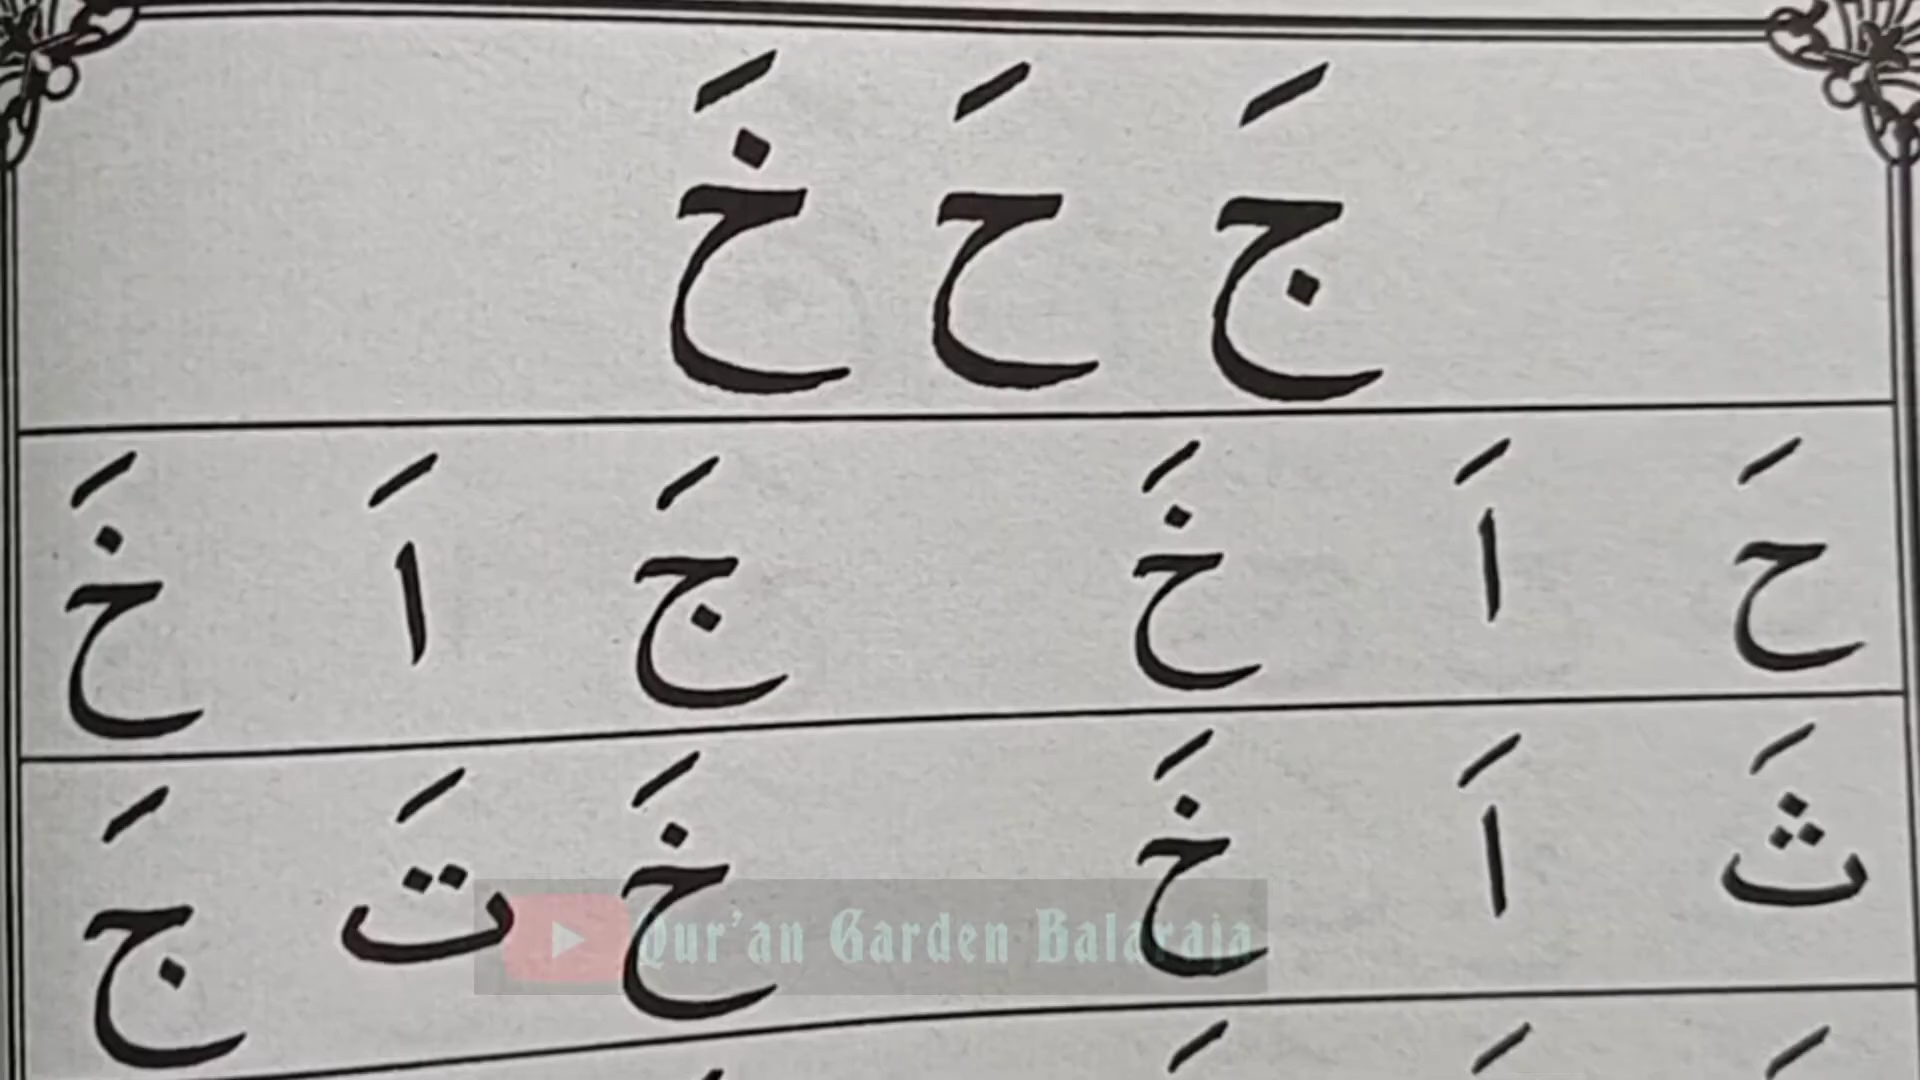 جَ حَ خَ
حَ اَ خَ جَ اَ خَ
ثَ اَ خَ خَ تَ جَ
Qur'an Garden Balaraja